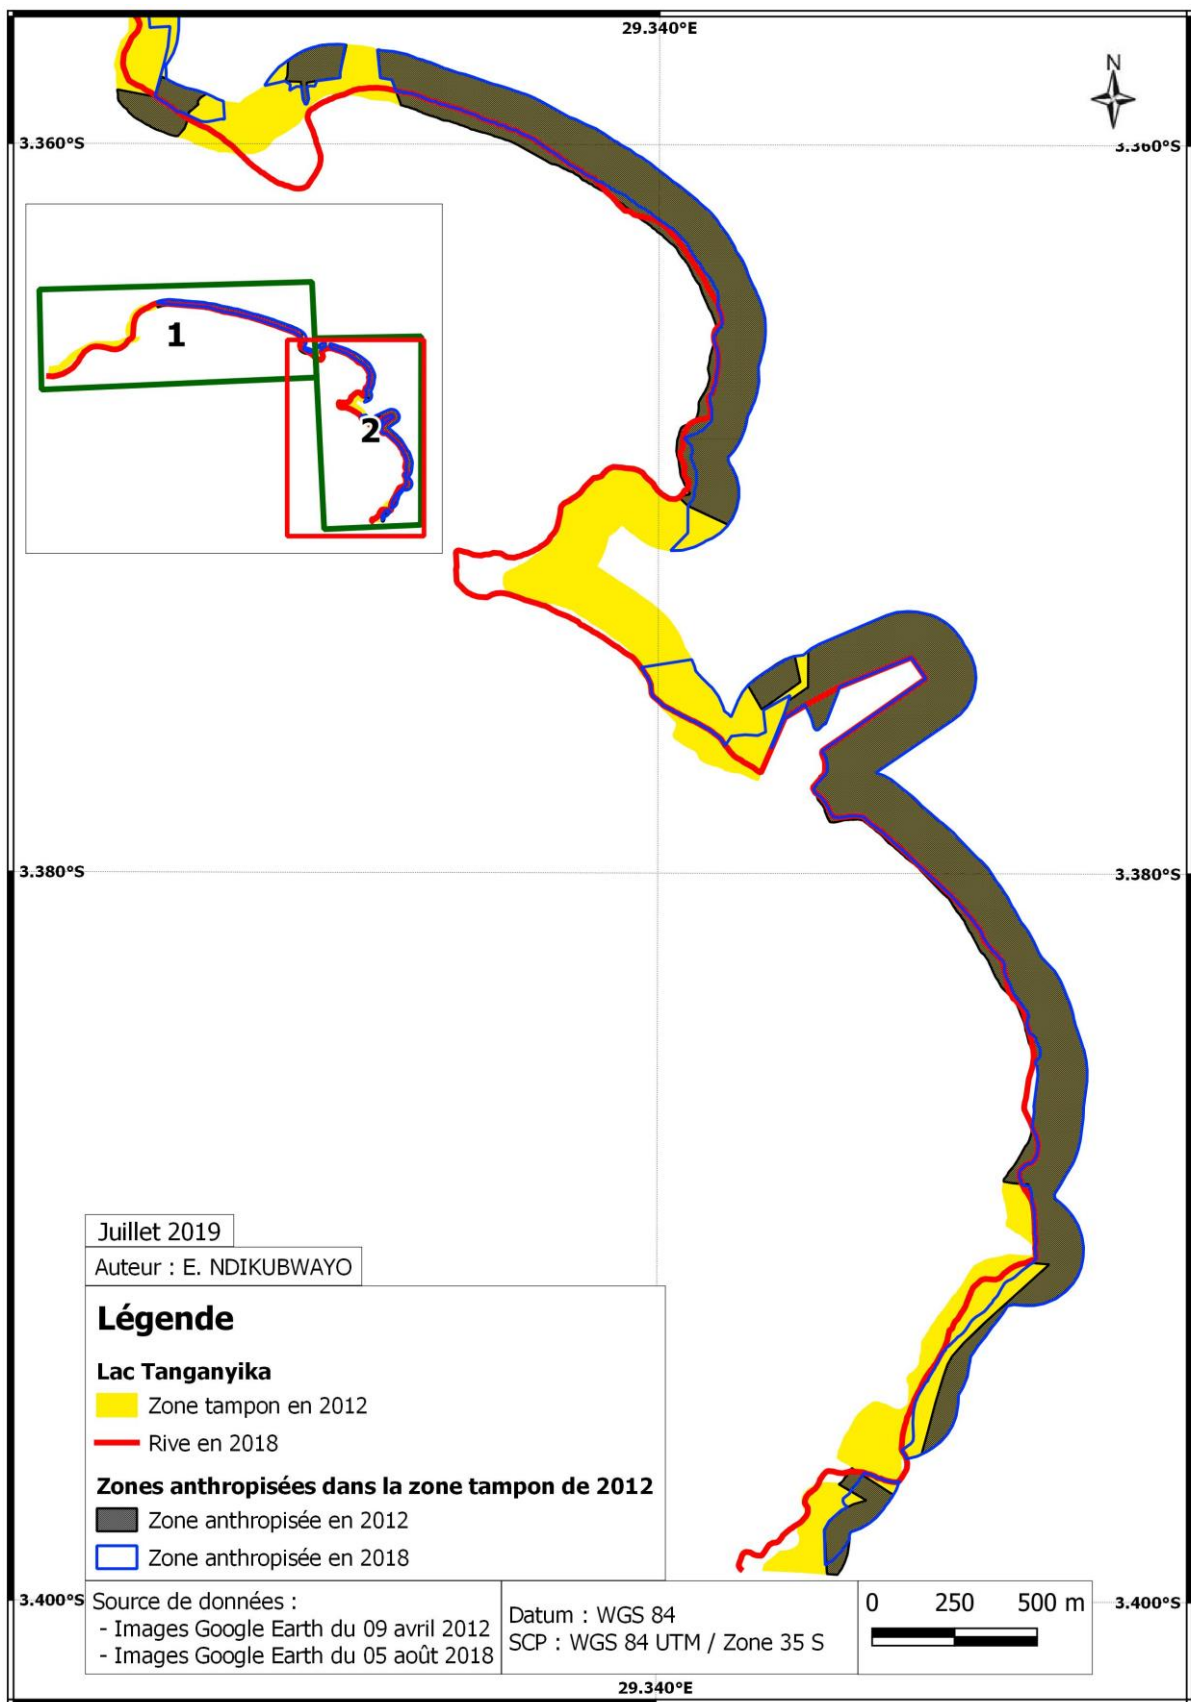 29.340°E
N
3.360°S
3.360°S
1
2
3.380°S
3.380°S
Juillet 2019
Auteur : E. NDIKUBWAYO
Légende
Lac Tanganyika
Zone tampon en 2012
Rive en 2018
Zones anthropisées dans la zone tampon de 2012
Zone anthropisée en 2012
Zone anthropisée en 2018
3.400°S
3.400°S
Source de données :
- Images Google Earth du 09 avril 2012
- Images Google Earth du 05 août 2018
Datum : WGS 84
SCP : WGS 84 UTM / Zone 35 S
0 250 500 m
29.340°E